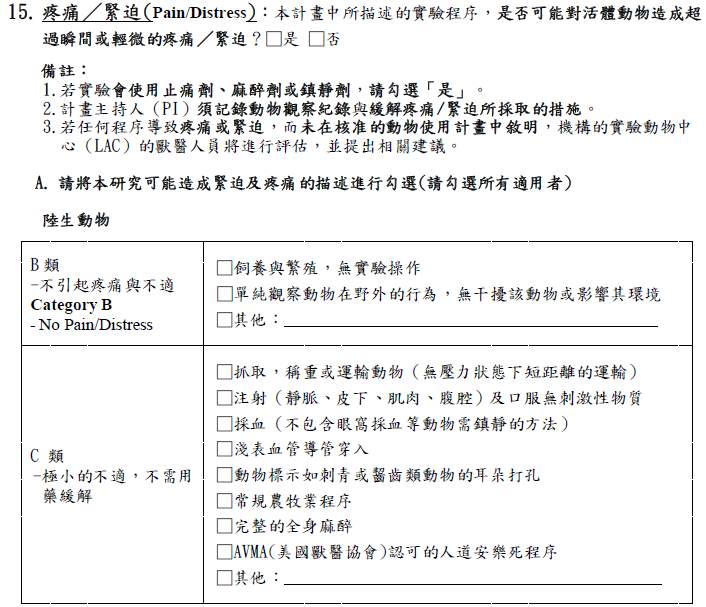 15. 疼痛／緊迫(Pain/Distress)：本計畫中所描述的實驗程序，是否可能對活體動物造成超
過瞬間或輕微的疼痛／緊迫？□是 □否
備註：
1.若實驗會使用止痛劑、麻醉劑或鎮靜劑，請勾選「是」。
2.計畫主持人（PI）須記錄動物觀察紀錄與緩解疼痛/緊迫所採取的措施。
3.若任何程序導致疼痛或緊迫，而未在核准的動物使用計畫中敘明，機構的實驗動物中
心（LAC）的獸醫人員將進行評估，並提出相關建議。
A. 請將本研究可能造成緊迫及疼痛的描述進行勾選(請勾選所有適用者)
陸生動物
B 類
-不引起疼痛與不適
Category B
- No Pain/Distress
□飼養與繁殖，無實驗操作
□單純觀察動物在野外的行為，無干擾該動物或影響其環境
□其他：
C 類
-極小的不適，不需用
藥緩解
□抓取，稱重或運輸動物（無壓力狀態下短距離的運輸）
□注射（靜脈、皮下、肌肉、腹腔）及口服無刺激性物質
□採血（不包含眼窩採血等動物需鎮靜的方法）
□淺表血管導管穿入
□動物標示如刺青或齧齒類動物的耳朵打孔
□常規農牧業程序
□完整的全身麻醉
□AVMA(美國獸醫協會)認可的人道安樂死程序
□其他：